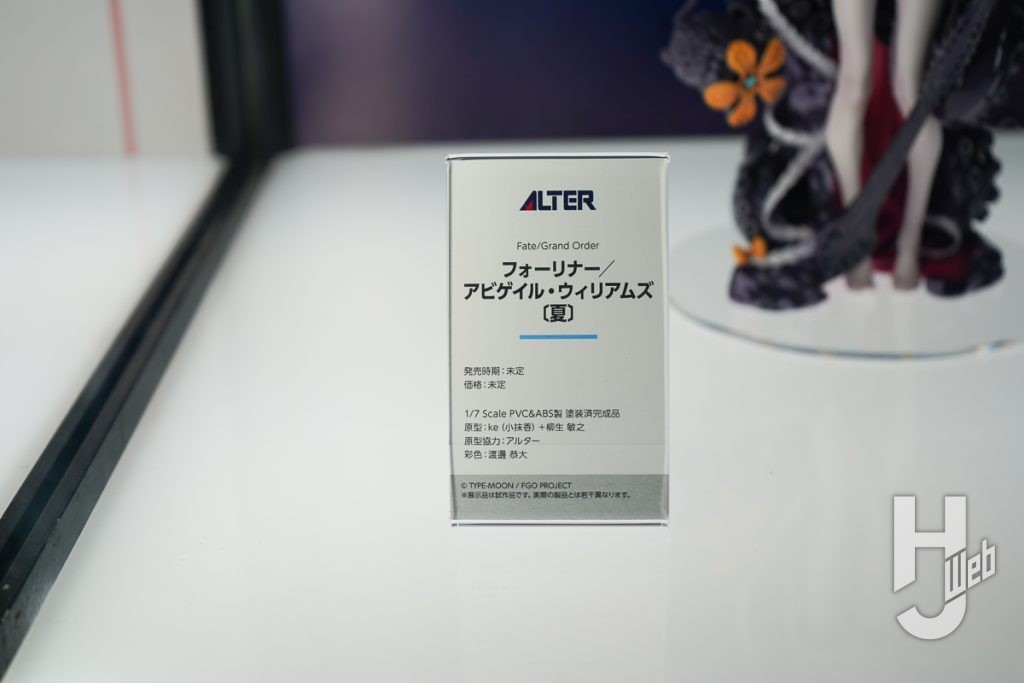 ALTER
Fate/Grand Order
フォーリナー／
アビゲイル・ウィリアムズ
〔夏〕
発売時期：未定
価格：未定
1/7 Scale PVC&ABS製 塗装済完成品
原型：ke（小抹香）＋柳生 敏之
原型協力：アルター
彩色：渡邊 恭大
© TYPE-MOON / FGO PROJECT
※展示品は試作品です。実際の製品とは若干異なります。
HJ Web